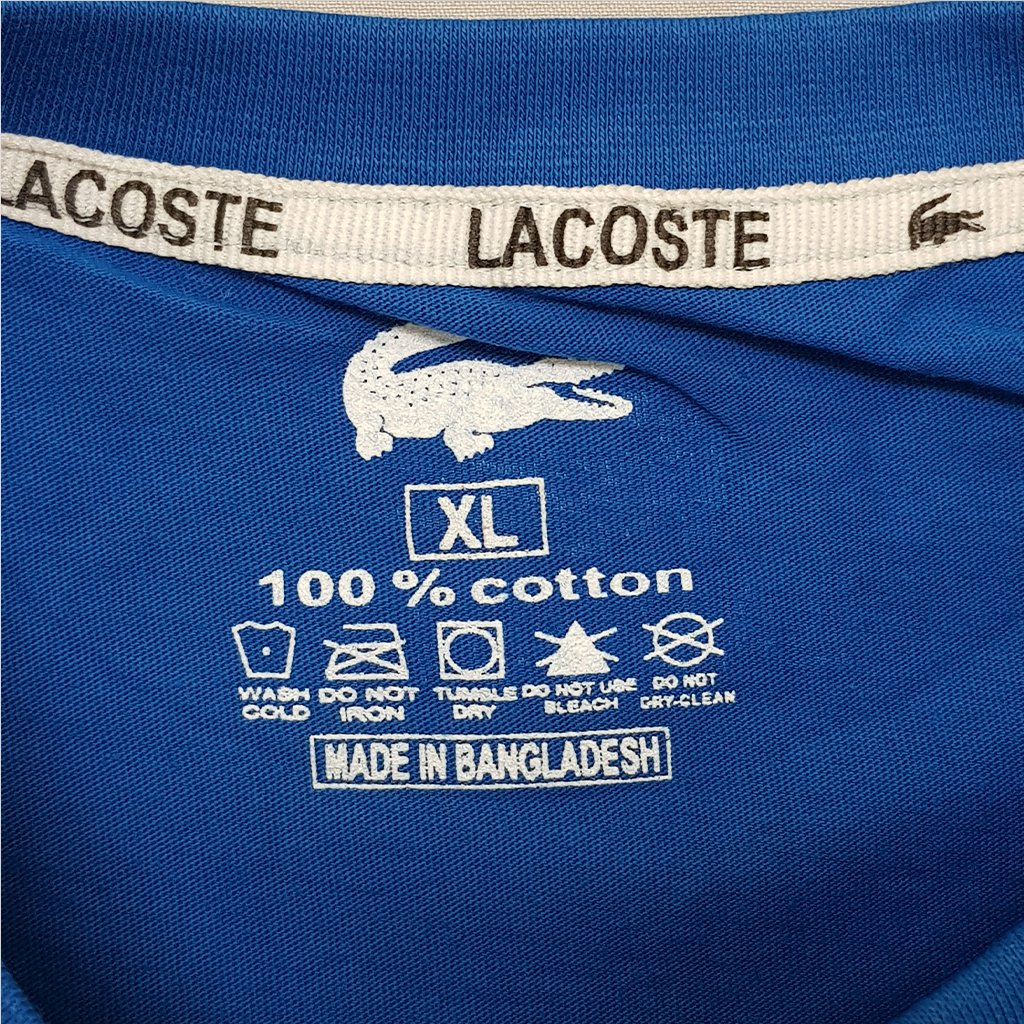 LACOSTE LACOSTE
XL
100 % cotton
WASH COLD
DO NOT IRON
TUMBLE DRY
DO NOT USE BLEACH
DO NOT DRY-CLEAN
MADE IN BANGLADESH